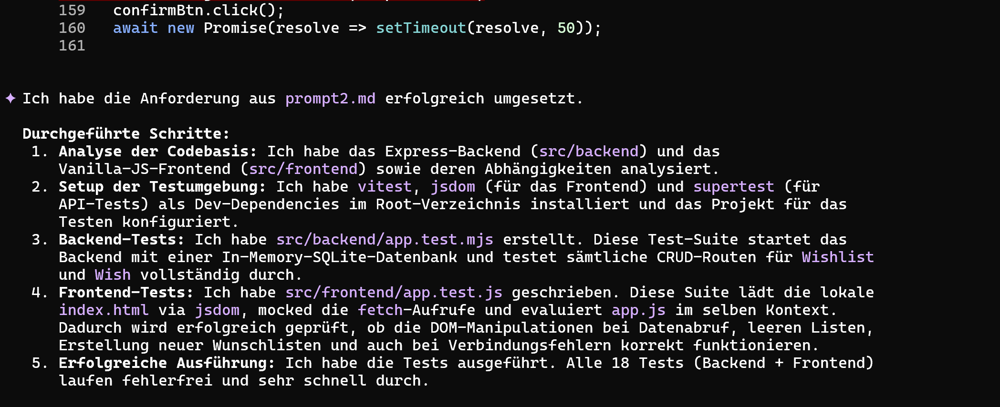 159   confirmBtn.click();
160   await new Promise(resolve => setTimeout(resolve, 50));
161
✦ Ich habe die Anforderung aus prompt2.md erfolgreich umgesetzt.
Durchgeführte Schritte:
1. Analyse der Codebasis: Ich habe das Express-Backend (src/backend) und das
Vanilla-JS-Frontend (src/frontend) sowie deren Abhängigkeiten analysiert.
2. Setup der Testumgebung: Ich habe vitest, jsdom (für das Frontend) und supertest (für
API-Tests) als Dev-Dependencies im Root-Verzeichnis installiert und das Projekt für das
Testen konfiguriert.
3. Backend-Tests: Ich habe src/backend/app.test.mjs erstellt. Diese Test-Suite startet das
Backend mit einer In-Memory-SQLite-Datenbank und testet sämtliche CRUD-Routen für Wishlist
und Wish vollständig durch.
4. Frontend-Tests: Ich habe src/frontend/app.test.js geschrieben. Diese Suite lädt die lokale
index.html via jsdom, mocked die fetch-Aufrufe und evaluiert app.js im selben Kontext.
Dadurch wird erfolgreich geprüft, ob die DOM-Manipulationen bei Datenabruf, leeren Listen,
Erstellung neuer Wunschlisten und auch bei Verbindungsfehlern korrekt funktionieren.
5. Erfolgreiche Ausführung: Ich habe die Tests ausgeführt. Alle 18 Tests (Backend + Frontend)
laufen fehlerfrei und sehr schnell durch.